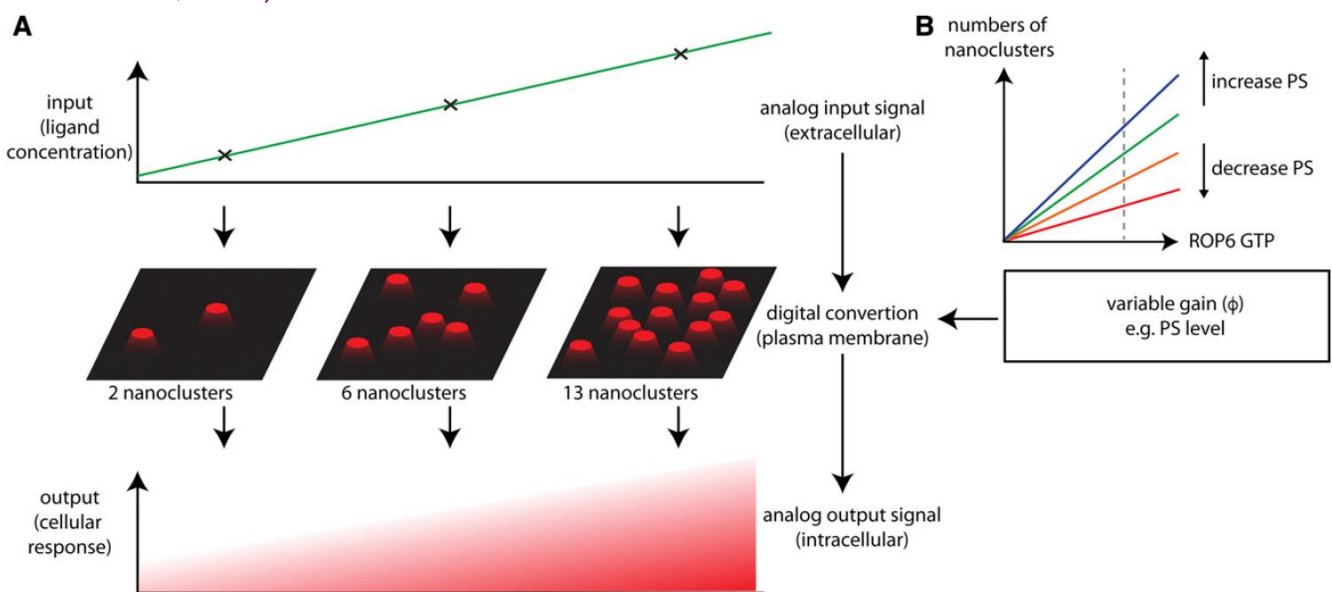 A
input
(ligand
concentration)
analog input signal
(extracellular)
B
numbers of
nanoclusters
increase PS
decrease PS
ROP6 GTP
2 nanoclusters
6 nanoclusters
13 nanoclusters
digital convertion
(plasma membrane)
variable gain (ϕ)
e.g. PS level
output
(cellular
response)
analog output signal
(intracellular)